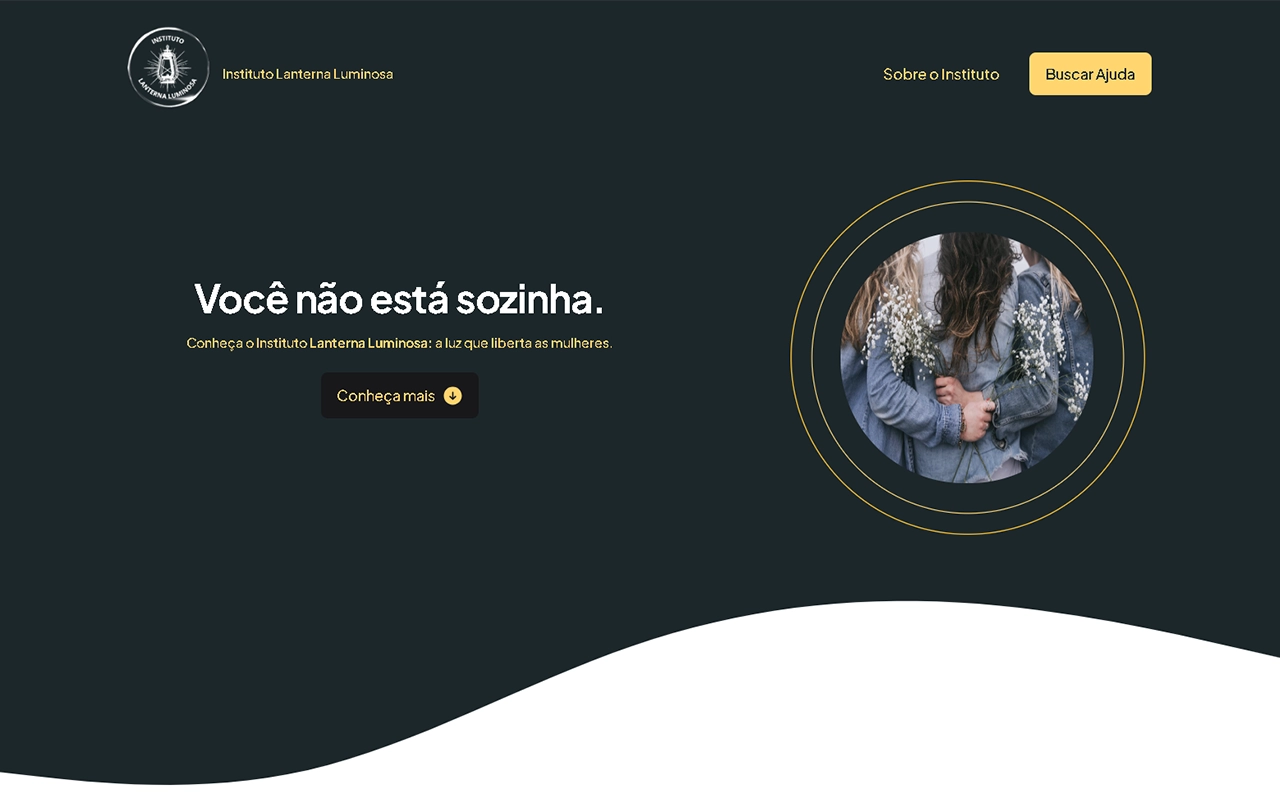 INSTITUTO
LANTERNA LUMINOSA
Instituto Lanterna Luminosa
Sobre o Instituto
Buscar Ajuda
Você não está sozinha.
Conheça o Instituto Lanterna Luminosa: a luz que liberta as mulheres.
Conheça mais